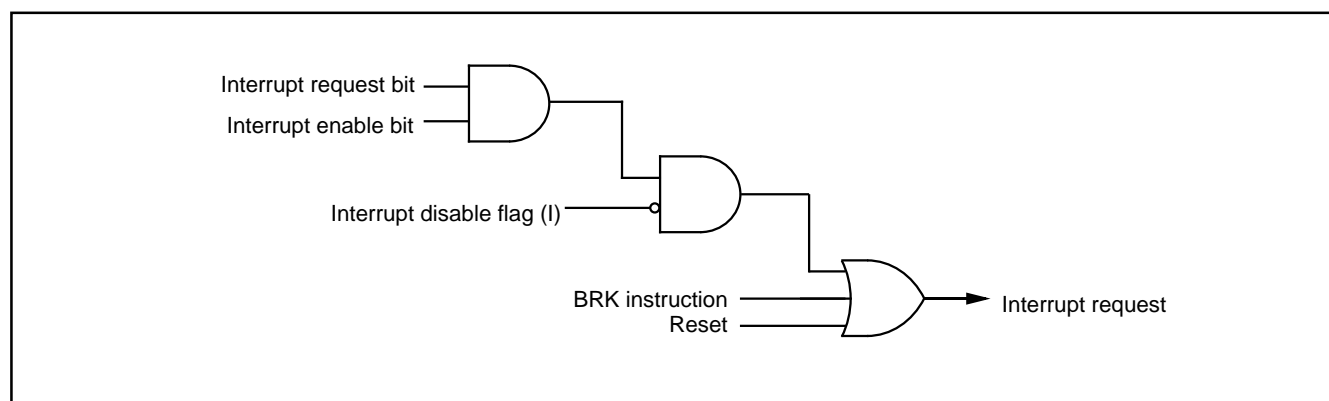 Interrupt request bit
Interrupt enable bit
Interrupt disable flag (I)
BRK instruction
Reset
Interrupt request